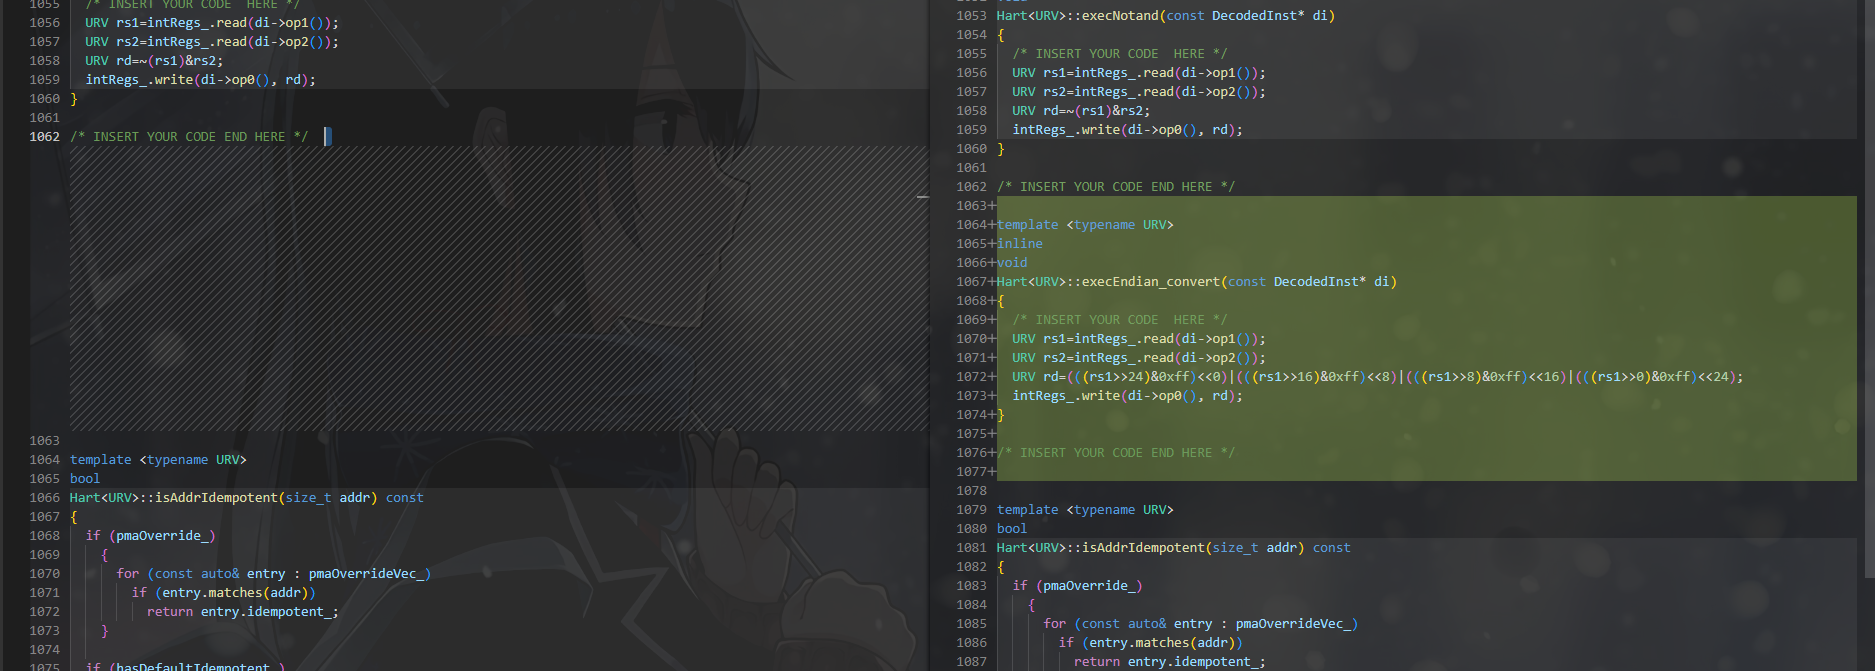 1055   /* INSERT YOUR CODE  HERE */
1056   URV rs1=intRegs_.read(di->op1());
1057   URV rs2=intRegs_.read(di->op2());
1058   URV rd=~(rs1)&rs2;
1059   intRegs_.write(di->op0(), rd);
1060 }
1061
1062 /* INSERT YOUR CODE END HERE */
1063
1064 template <typename URV>
1065 bool
1066 Hart<URV>::isAddrIdempotent(size_t addr) const
1067 {
1068   if (pmaOverride_)
1069     {
1070       for (const auto& entry : pmaOverrideVec_)
1071         if (entry.matches(addr))
1072           return entry.idempotent_;
1073     }
1074
1075   if (hasDefaultIdempotent_)
1053 Hart<URV>::execNotand(const DecodedInst* di)
1054 {
1055   /* INSERT YOUR CODE  HERE */
1056   URV rs1=intRegs_.read(di->op1());
1057   URV rs2=intRegs_.read(di->op2());
1058   URV rd=~(rs1)&rs2;
1059   intRegs_.write(di->op0(), rd);
1060 }
1061
1062 /* INSERT YOUR CODE END HERE */
1063+
1064+template <typename URV>
1065+inline
1066+void
1067+Hart<URV>::execEndian_convert(const DecodedInst* di)
1068+{
1069+  /* INSERT YOUR CODE  HERE */
1070+  URV rs1=intRegs_.read(di->op1());
1071+  URV rs2=intRegs_.read(di->op2());
1072+  URV rd=(((rs1>>24)&0xff)<<0)|(((rs1>>16)&0xff)<<8)|(((rs1>>8)&0xff)<<16)|(((rs1>>0)&0xff)<<24);
1073+  intRegs_.write(di->op0(), rd);
1074+}
1075+
1076+/* INSERT YOUR CODE END HERE */
1077+
1078
1079 template <typename URV>
1080 bool
1081 Hart<URV>::isAddrIdempotent(size_t addr) const
1082 {
1083   if (pmaOverride_)
1084     {
1085       for (const auto& entry : pmaOverrideVec_)
1086         if (entry.matches(addr))
1087           return entry.idempotent_;